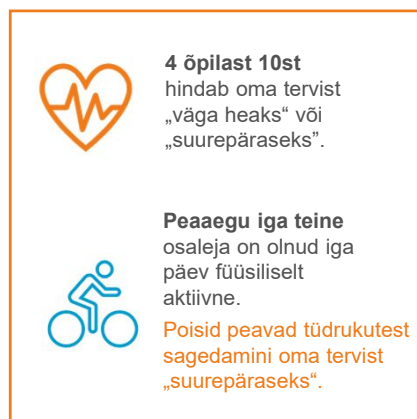 4 õpilast 10st
hindab oma tervist
„väga heaks“ või
„suurepäraseks”.
Peaaegu iga teine
osaleja on olnud iga
päev füüsiliselt
aktiivne.
Poisid peavad tüdrukutest
sagedamini oma tervist
„suurepäraseks“.